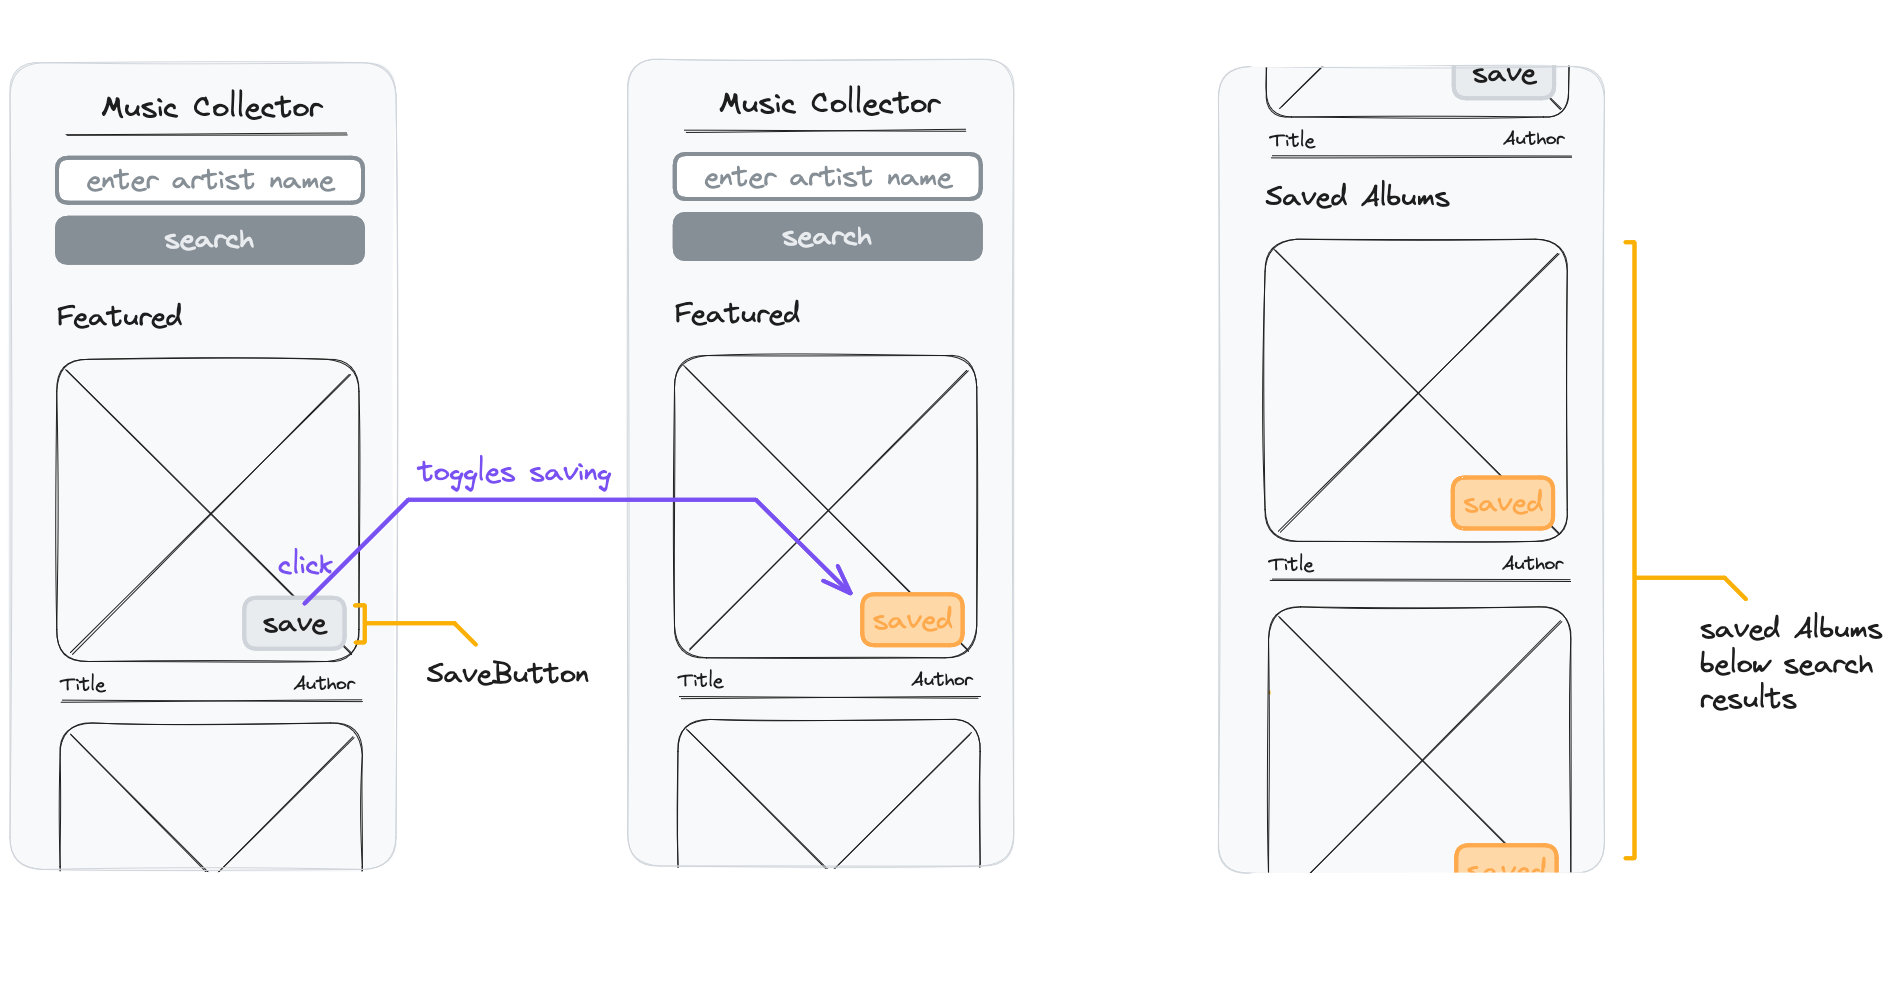 Music Collector
enter artist name
search
Featured
click
save
Title Author
toggles saving
SaveButton
Music Collector
enter artist name
search
Featured
saved
Title Author
save
Title Author
Saved Albums
saved
Title Author
saved
saved Albums
below search
results